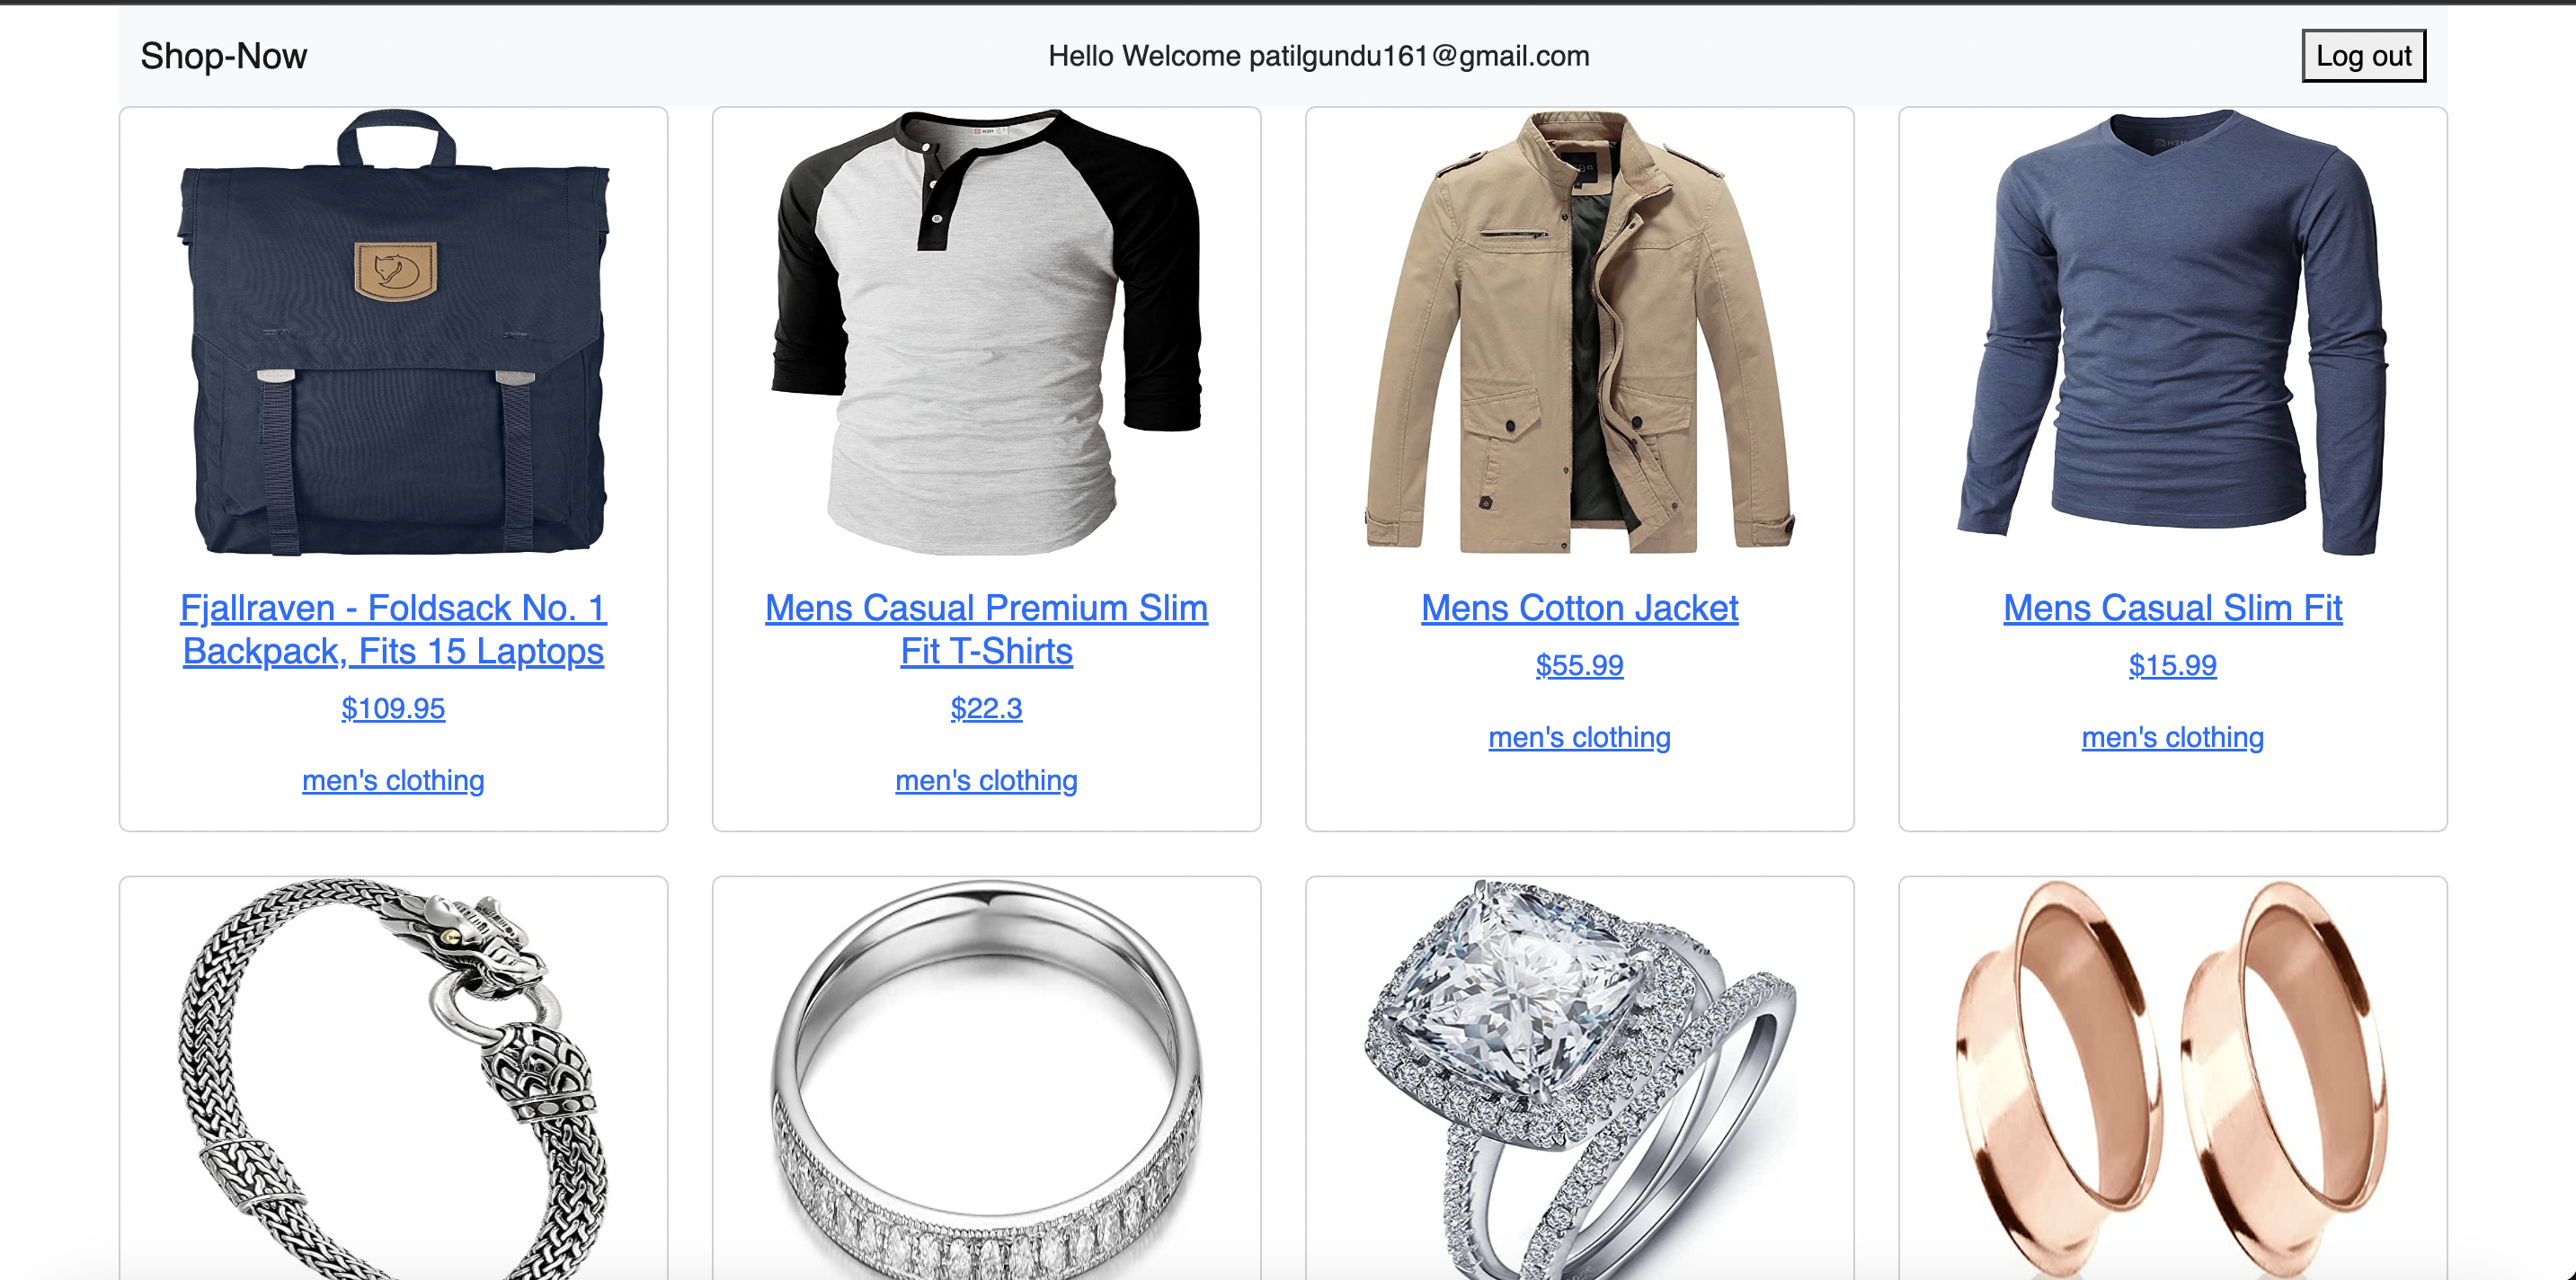 Shop-Now
Hello Welcome patilgundu161@gmail.com
Log out
Fjallraven - Foldsack No. 1
Backpack, Fits 15 Laptops
$109.95
men's clothing
Mens Casual Premium Slim
Fit T-Shirts
$22.3
men's clothing
Mens Cotton Jacket
$55.99
men's clothing
Mens Casual Slim Fit
$15.99
men's clothing